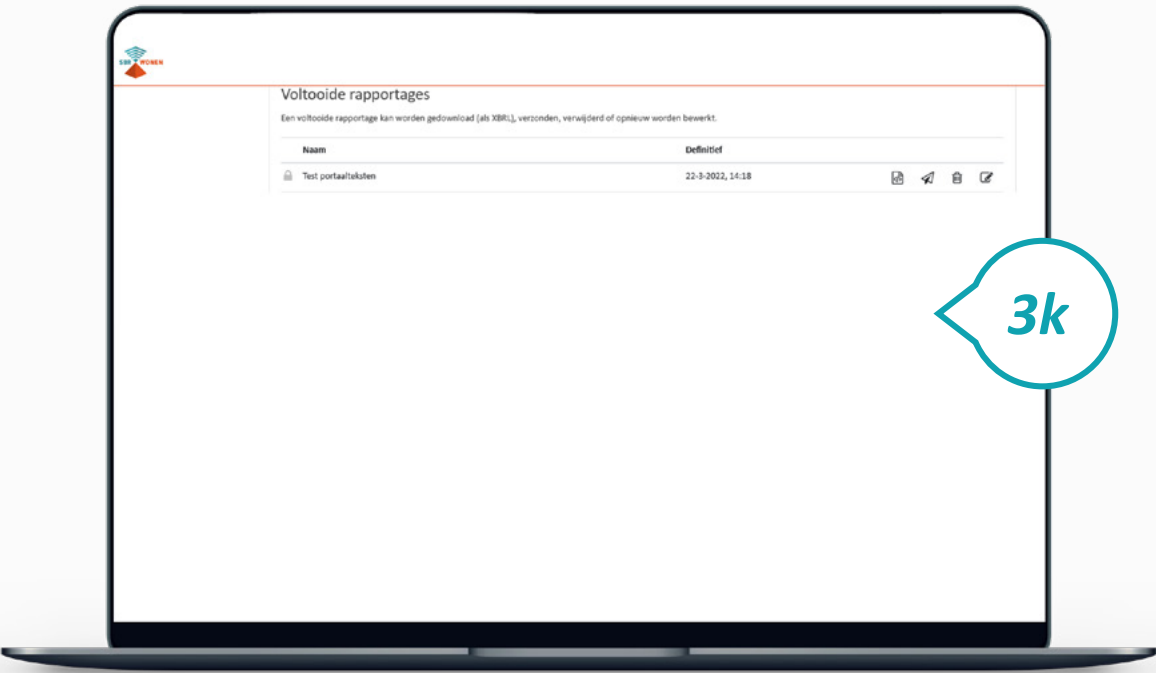 SBR WONEN
Voltooide rapportages
Een voltooide rapportage kan worden gedownload (als XBRL), verzonden, verwijderd of opnieuw worden bewerkt.
Naam Definitief
Test portaalteksten 22-3-2022, 14:18
3k